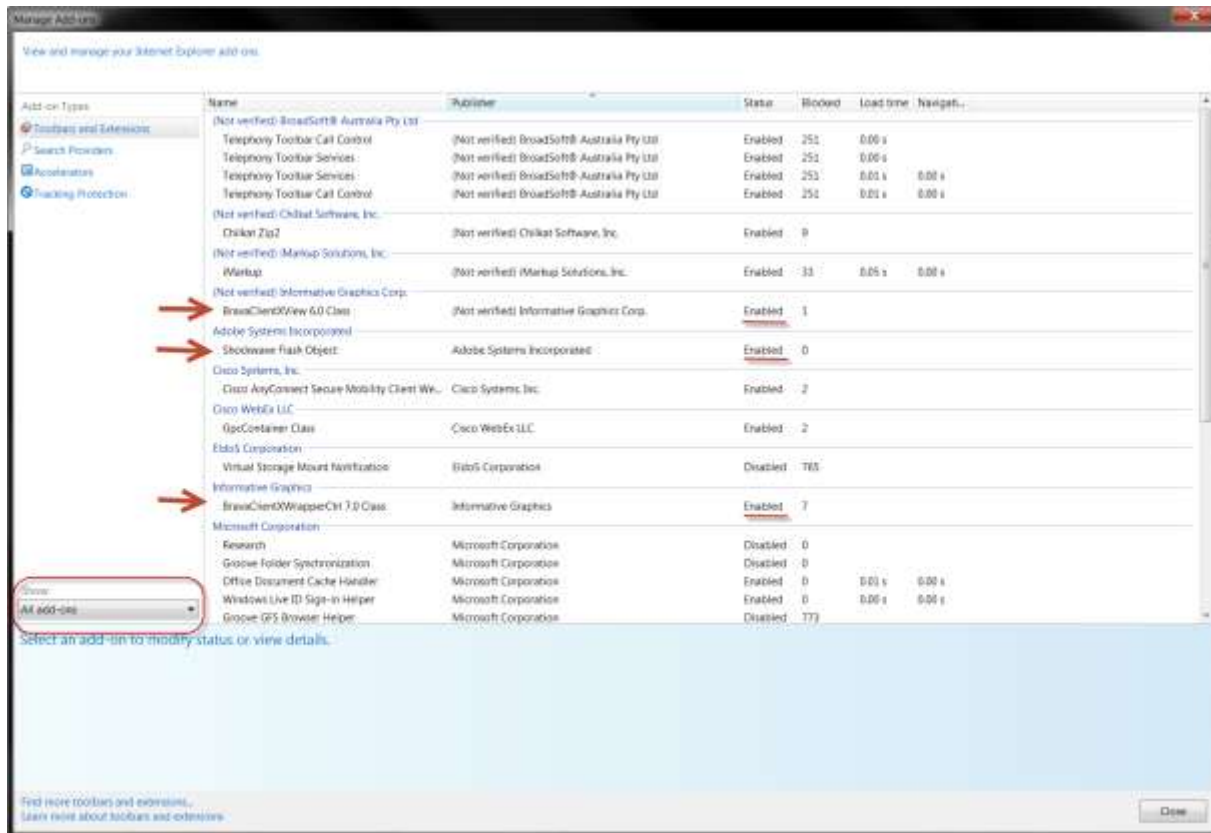 Manage Add-ons
View and manage your Internet Explorer add-ons.
Add-on Types
Toolbars and Extensions
Search Providers
Accelerators
Tracking Protection
Name Publisher Status Blocked Load time Navigati...
(Not verified) BroadSoft® Australia Pty Ltd
Telephony Toolbar Call Control (Not verified) BroadSoft® Australia Pty Ltd Enabled 251 0.00 s
Telephony Toolbar Services (Not verified) BroadSoft® Australia Pty Ltd Enabled 251 0.00 s
Telephony Toolbar Services (Not verified) BroadSoft® Australia Pty Ltd Enabled 251 0.01 s 0.00 s
Telephony Toolbar Call Control (Not verified) BroadSoft® Australia Pty Ltd Enabled 251 0.01 s 0.00 s
(Not verified) Chilkat Software, Inc.
Chilkat Zip2 (Not verified) Chilkat Software, Inc. Enabled
(Not verified) iMarkup Solutions, Inc.
iMarkup (Not verified) iMarkup Solutions, Inc. Enabled 33 0.05 s 0.00 s
(Not verified) Informative Graphics Corp.
BravaClientXView 6.0 Class (Not verified) Informative Graphics Corp. Enabled 1
Adobe Systems Incorporated
Shockwave Flash Object Adobe Systems Incorporated Enabled 0
Cisco Systems, Inc.
Cisco AnyConnect Secure Mobility Client We... Cisco Systems, Inc. Enabled 2
Cisco WebEx LLC
GpcContainer Class Cisco WebEx LLC Enabled 2
EldoS Corporation
Virtual Storage Mount Notification EldoS Corporation Disabled 765
Informative Graphics
BravaClientXWrapperCtrl 7.0 Class Informative Graphics Enabled 7
Microsoft Corporation
Research Microsoft Corporation Disabled 0
Groove Folder Synchronization Microsoft Corporation Disabled 0
Office Document Cache Handler Microsoft Corporation Enabled 0 0.01 s 0.00 s
Windows Live ID Sign-in Helper Microsoft Corporation Enabled 0 0.00 s 0.00 s
Groove GFS Browser Helper Microsoft Corporation Disabled 773
Show:
All add-ons
Select an add-on to modify status or view details.
Find more toolbars and extensions...
Learn more about toolbars and extensions
Close